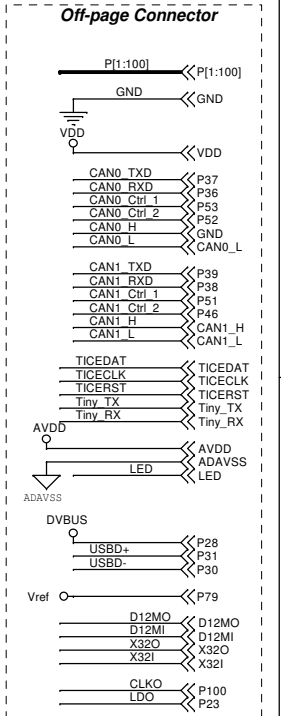 Off-page Connector
P[1:100] P[1:100]
GND GND
VDD
VDD
CAN0_TXD P37
CAN0_RXD P36
CAN0_Ctrl_1 P53
CAN0_Ctrl_2 P52
CAN0_H GND
CAN0_L CAN0_L
CAN1_TXD P39
CAN1_RXD P38
CAN1_Ctrl_1 P51
CAN1_Ctrl_2 P46
CAN1_H CAN1_H
CAN1_L CAN1_L
TICEDAT TICEDAT
TICECLK TICECLK
TICERST TICERST
Tiny_TX Tiny_TX
Tiny_RX Tiny_RX
AVDD
AVDD
ADAVSS
LED LED
ADAVSS
DVBUS
P28
USBD+ P31
USBD- P30
Vref P79
D12MO D12MO
D12MI D12MI
X32O X32O
X32I X32I
CLKO P100
LDO P23